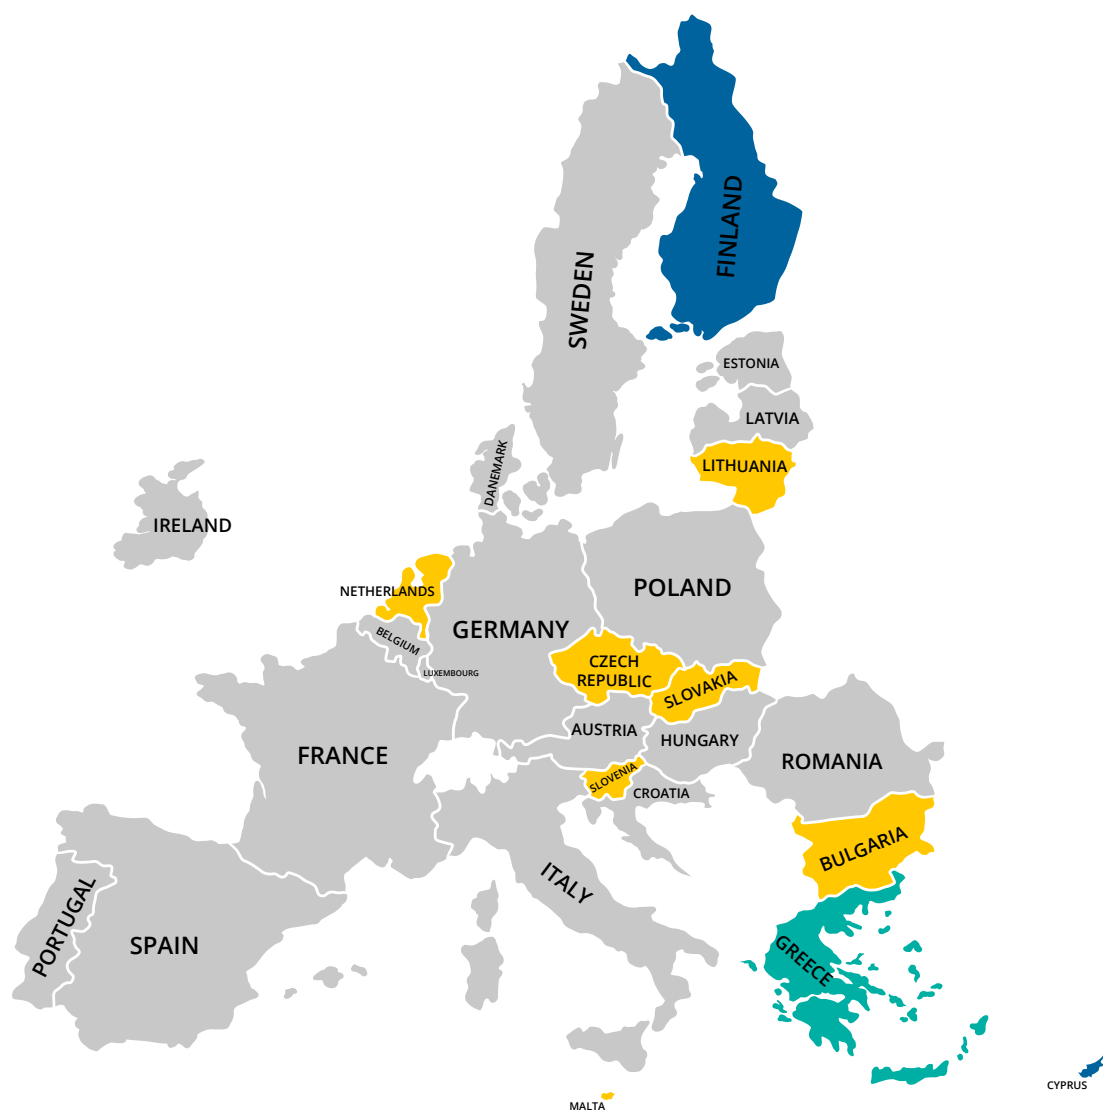 FINLAND
SWEDEN
ESTONIA
LATVIA
LITHUANIA
DANEMARK
IRELAND
NETHERLANDS
POLAND
GERMANY
BELGIUM
LUXEMBOURG
CZECH
REPUBLIC
SLOVAKIA
AUSTRIA
HUNGARY
FRANCE
ROMANIA
SLOVENIA
CROATIA
BULGARIA
ITALY
PORTUGAL
SPAIN
GREECE
CYPRUS
MALTA